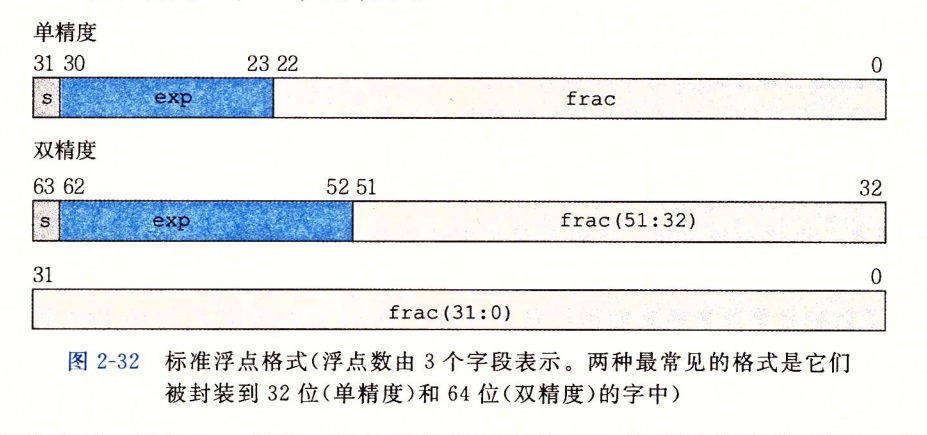 单精度
31 30 23 22 0
s exp frac
双精度
63 62 52 51 32
s exp frac(51:32)
31 0
frac(31:0)
图 2-32 标准浮点格式(浮点数由 3 个字段表示。两种最常见的格式是它们
被封装到 32 位(单精度)和 64 位(双精度)的字中)